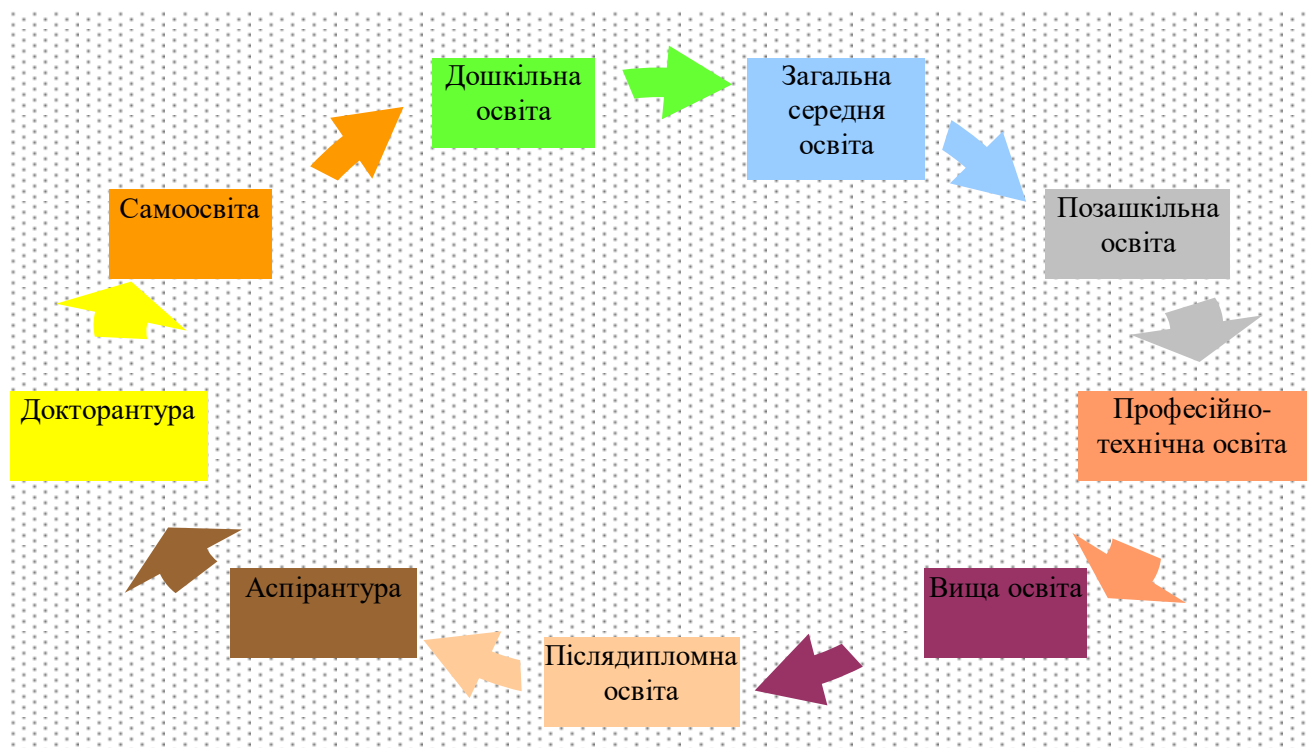 Дошкільна
освіта
Загальна
середня
освіта
Позашкільна
освіта
Професійно-
технічна освіта
Вища освіта
Післядипломна
освіта
Аспірантура
Докторантура
Самоосвіта